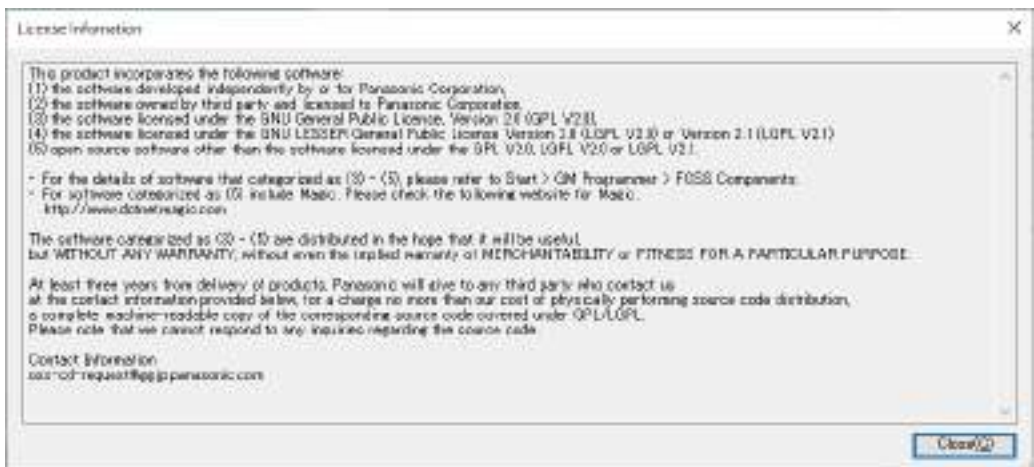 License Information
This product incorporates the following software:
(1) the software developed independently by or for Panasonic Corporation,
(2) the software owned by third party and licensed to Panasonic Corporation,
(3) the software licensed under the GNU General Public License, Version 2.0 (GPL V2.0),
(4) the software licensed under the GNU LESSER General Public License Version 2.0 (LGPL V2.0) or Version 2.1 (LGPL V2.1)
(5) open source software other than the software licensed under the GPL V2.0, LGPL V2.0 or LGPL V2.1.
- For the details of software that categorized as (3) - (5), please refer to Start > GM Programmer > FOSS Components.
- For software categorized as (5) include Magic. Please check the following website for Magic.
http://www.dotnetmagic.com
The software categorized as (3) - (5) are distributed in the hope that it will be useful,
but WITHOUT ANY WARRANTY, without even the implied warranty of MERCHANTABILITY or FITNESS FOR A PARTICULAR PURPOSE.
At least three years from delivery of products, Panasonic will give to any third party who contact us
at the contact information provided below, for a charge no more than our cost of physically performing source code distribution,
a complete machine-readable copy of the corresponding source code covered under GPL/LGPL.
Please note that we cannot respond to any inquiries regarding the source code.
Contact Information
Close(C)